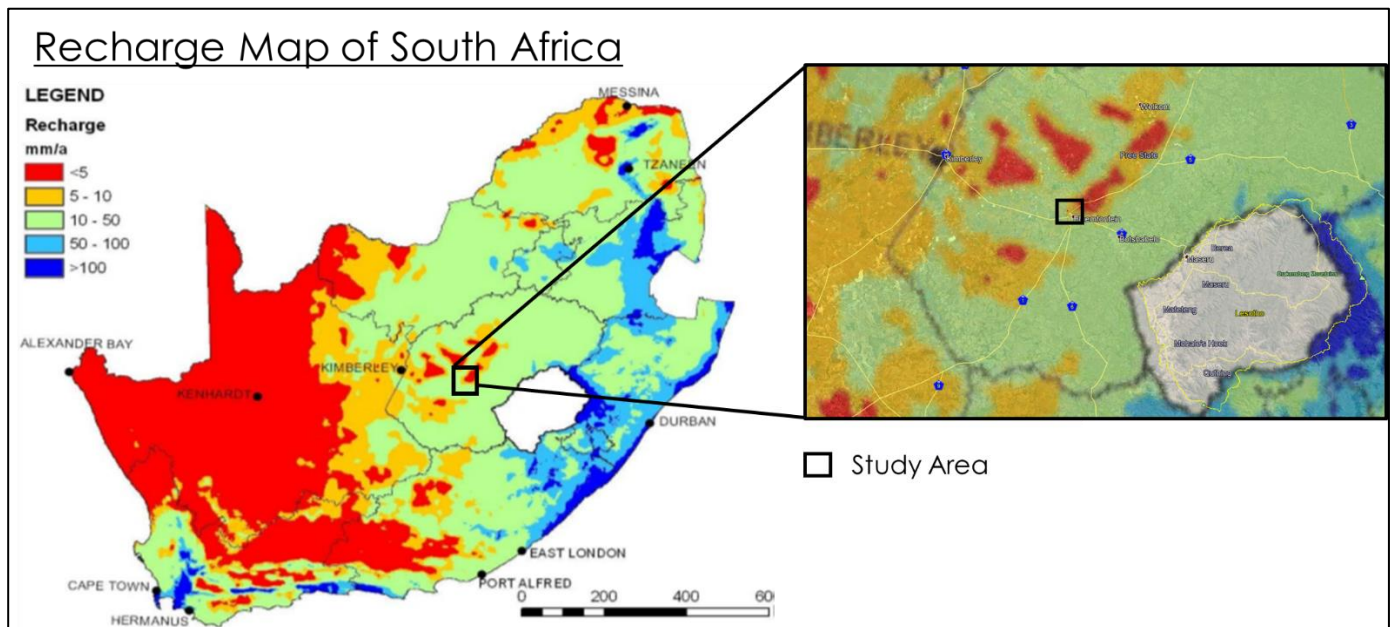 Recharge Map of South Africa
LEGEND
Recharge
mm/a
<5
5 - 10
10 - 50
50 - 100
>100
MESSINA
TZANEEN
ALEXANDER BAY
KIMBERLEY
KENHARDT
DURBAN
EAST LONDON
PORT ALFRED
CAPE TOWN
HERMANUS
0 200 400 600
Welkom
Kimberley
Free State
Botshabelo
Berea
Maseru
Maseru
Mafeteng
Lesotho
Mohale's Hoek
Quthing
Study Area